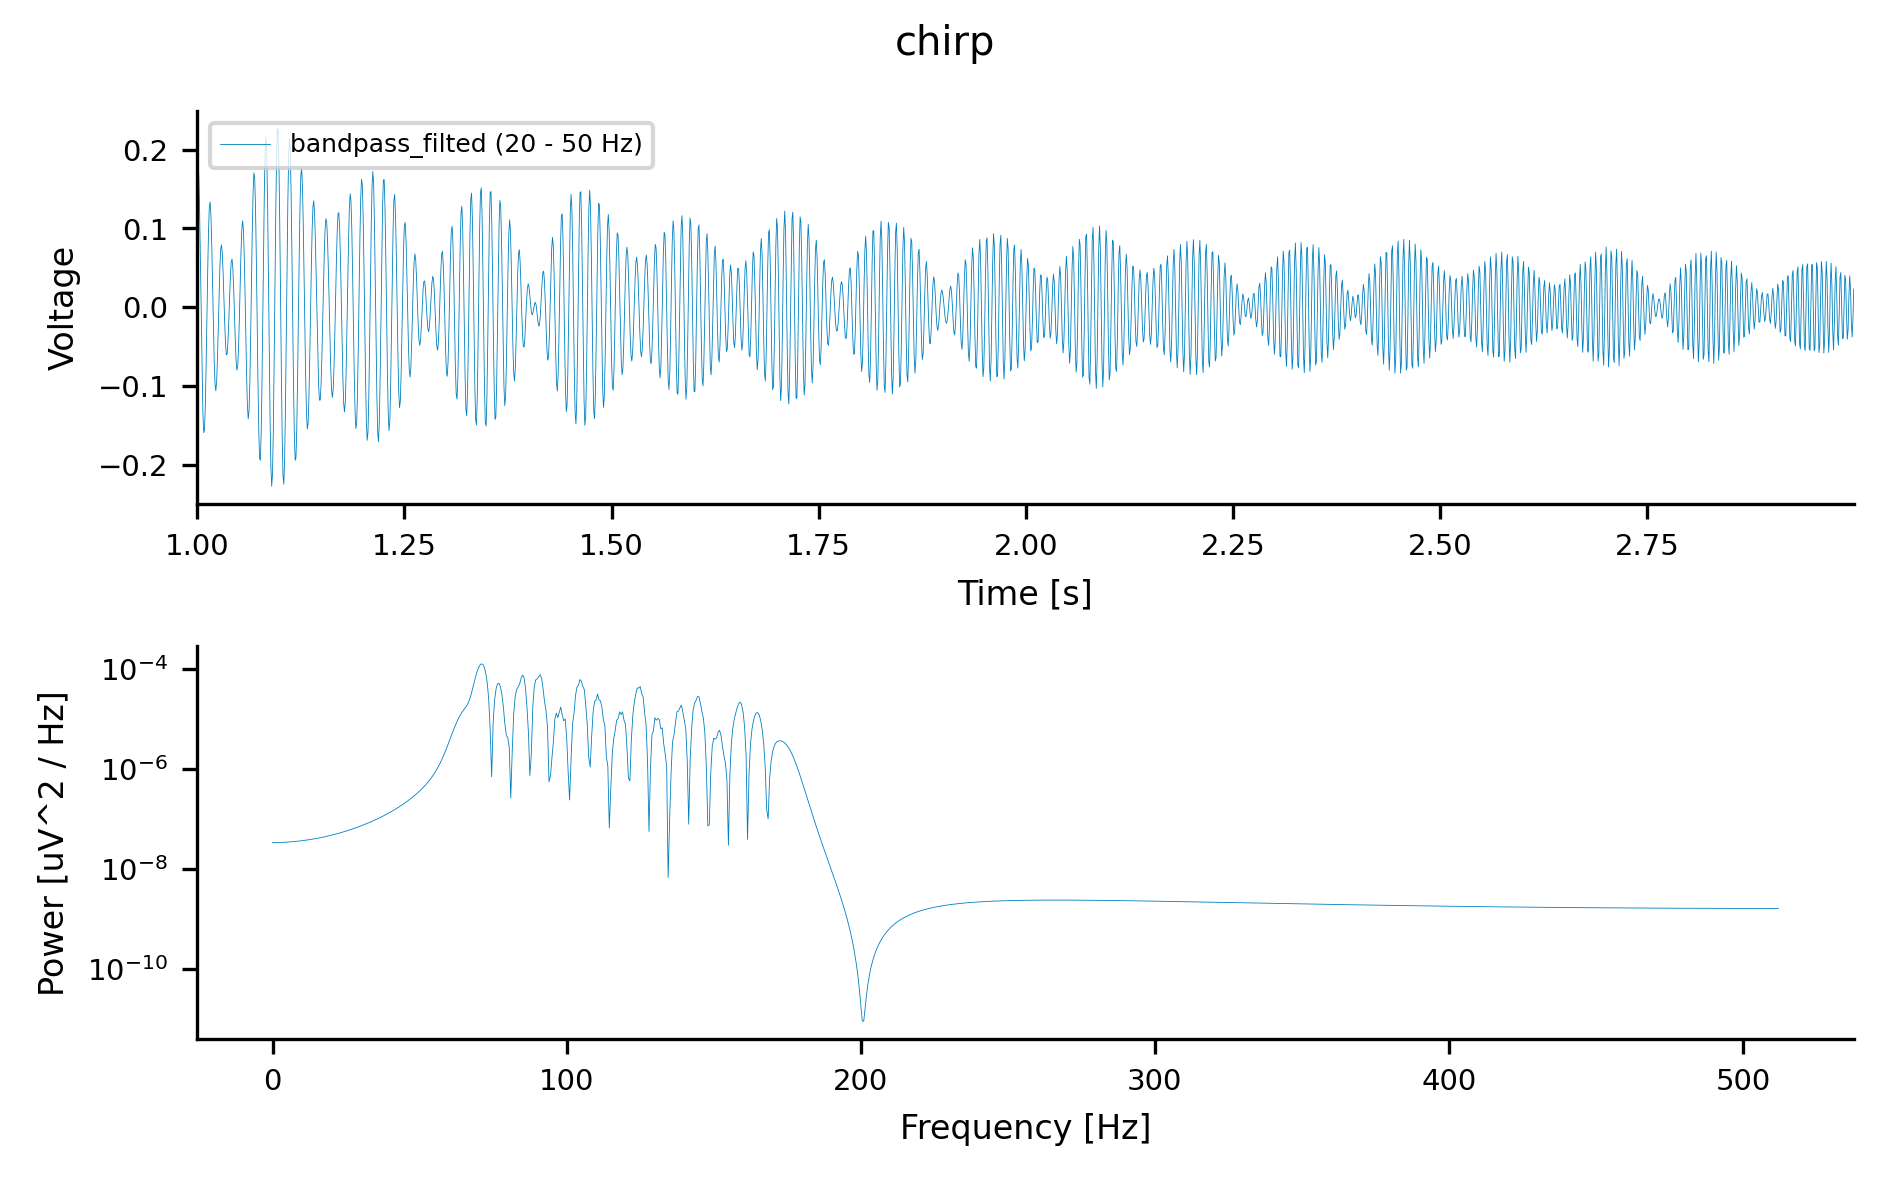 chirp
bandpass_filted (20 - 50 Hz)
Voltage
0.2
0.1
0.0
−0.1
−0.2
1.00 1.25 1.50 1.75 2.00 2.25 2.50 2.75
Time [s]
Power [uV^2 / Hz]
10⁻⁴
10⁻⁶
10⁻⁸
10⁻¹⁰
0 100 200 300 400 500
Frequency [Hz]